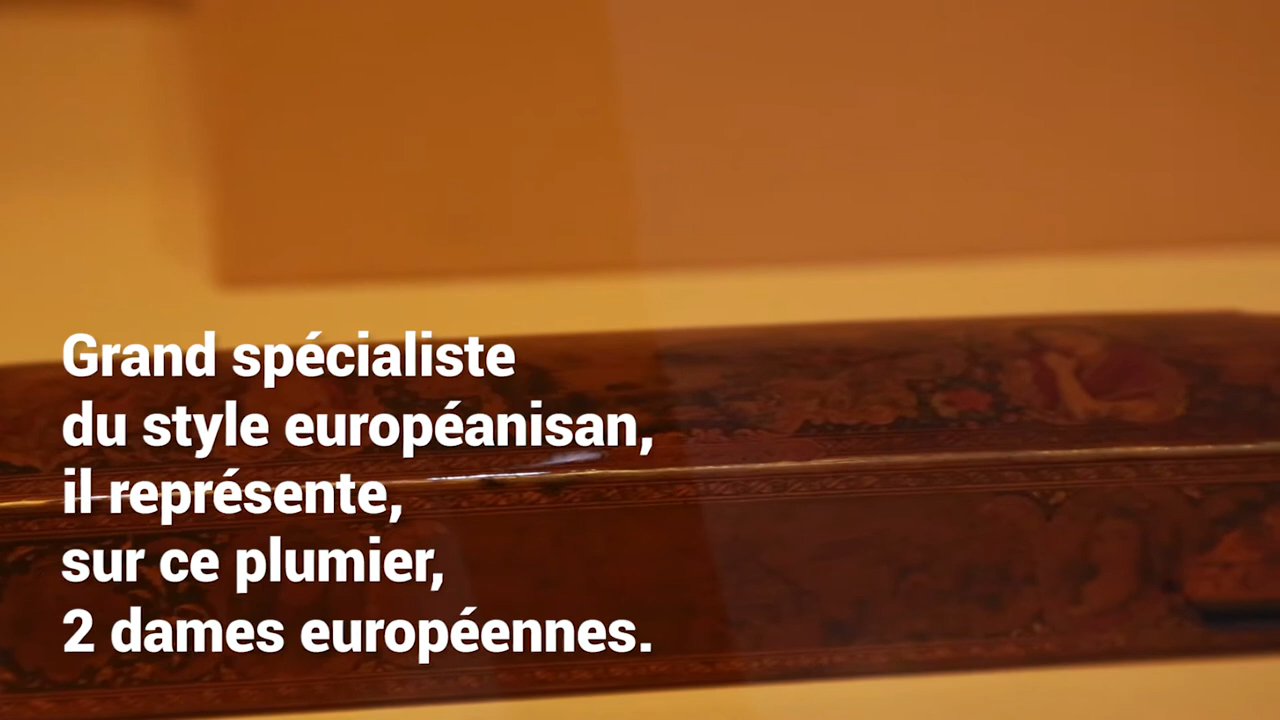 Grand spécialiste
du style européanisan,
il représente,
sur ce plumier,
2 dames européennes.